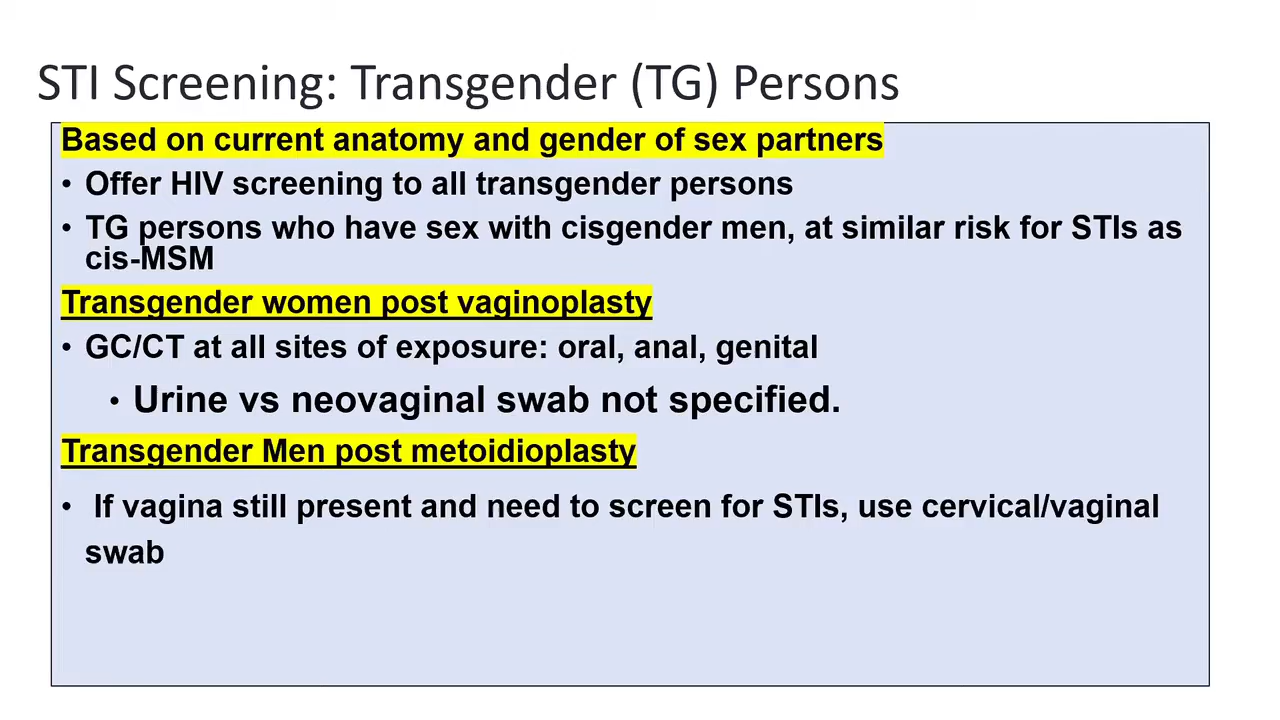 STI Screening: Transgender (TG) Persons
Based on current anatomy and gender of sex partners
• Offer HIV screening to all transgender persons
• TG persons who have sex with cisgender men, at similar risk for STIs as
cis-MSM
Transgender women post vaginoplasty
• GC/CT at all sites of exposure: oral, anal, genital
• Urine vs neovaginal swab not specified.
Transgender Men post metoidioplasty
• If vagina still present and need to screen for STIs, use cervical/vaginal
swab